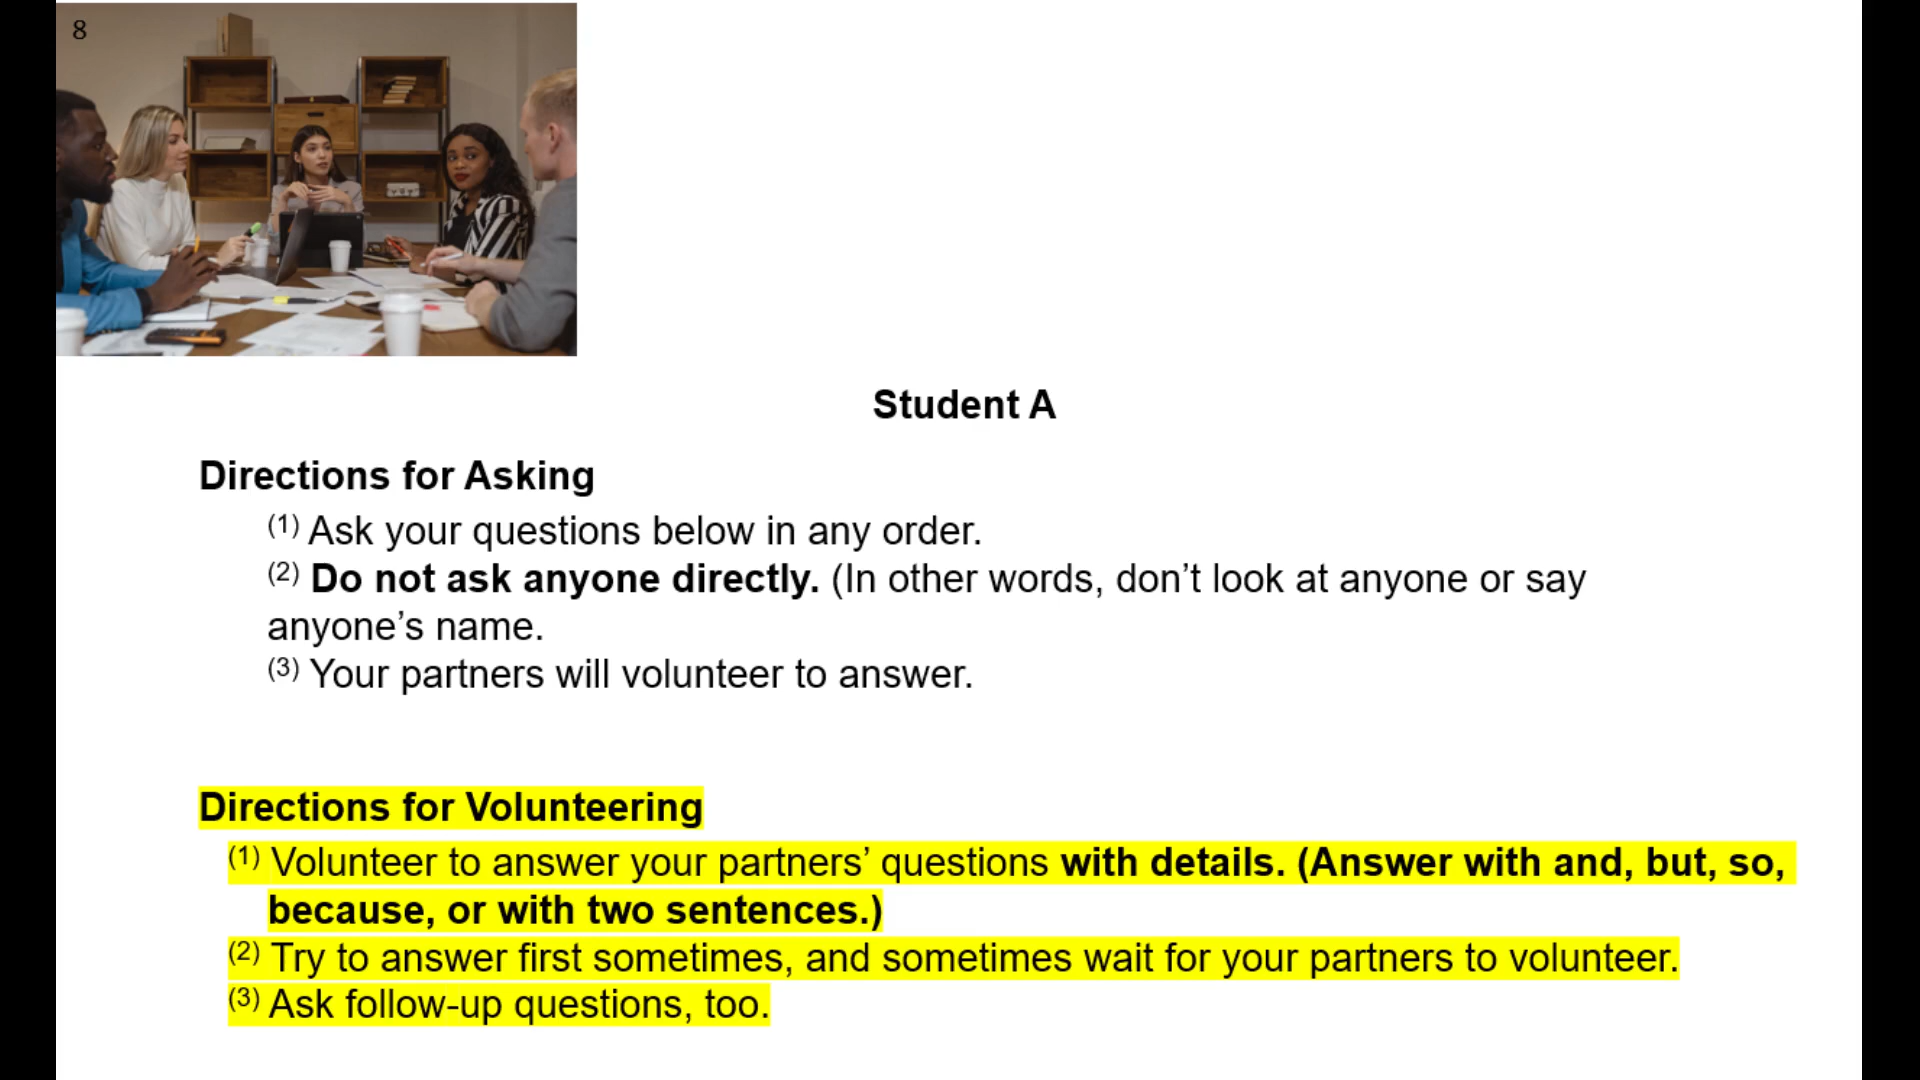 8
Student A
Directions for Asking
(1) Ask your questions below in any order.
(2) Do not ask anyone directly. (In other words, don’t look at anyone or say
anyone’s name.
(3) Your partners will volunteer to answer.
Directions for Volunteering
(1) Volunteer to answer your partners’ questions with details. (Answer with and, but, so,
because, or with two sentences.)
(2) Try to answer first sometimes, and sometimes wait for your partners to volunteer.
(3) Ask follow-up questions, too.